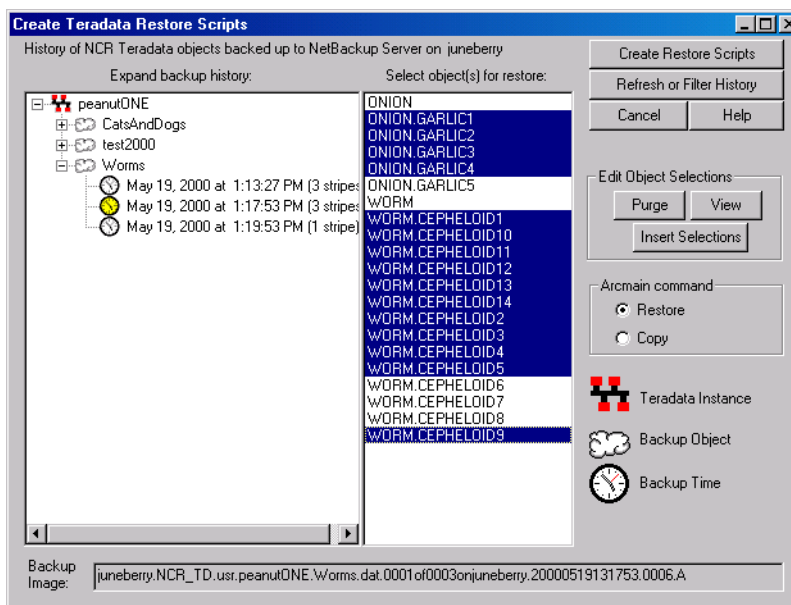 Create Teradata Restore Scripts
History of NCR Teradata objects backed up to NetBackup Server on juneberry
Expand backup history:
Select object(s) for restore:
peanutONE
CatsAndDogs
test2000
Worms
May 19, 2000 at 1:13:27 PM (3 stripes
May 19, 2000 at 1:17:53 PM (3 stripes
May 19, 2000 at 1:19:53 PM (1 stripe)
ONION
ONION.GARLIC1
ONION.GARLIC2
ONION.GARLIC3
ONION.GARLIC4
ONION.GARLIC5
WORM
WORM.CEPHELOID1
WORM.CEPHELOID10
WORM.CEPHELOID11
WORM.CEPHELOID12
WORM.CEPHELOID13
WORM.CEPHELOID14
WORM.CEPHELOID2
WORM.CEPHELOID3
WORM.CEPHELOID4
WORM.CEPHELOID5
WORM.CEPHELOID6
WORM.CEPHELOID7
WORM.CEPHELOID8
WORM.CEPHELOID9
Create Restore Scripts
Refresh or Filter History
Cancel
Help
Edit Object Selections
Purge
View
Insert Selections
Arcmain command
Restore
Copy
Teradata Instance
Backup Object
Backup Time
Backup
Image:
juneberry.NCR_TD.usr.peanutONE.Worms.dat.0001of0003onjuneberry.20000519131753.0006.A